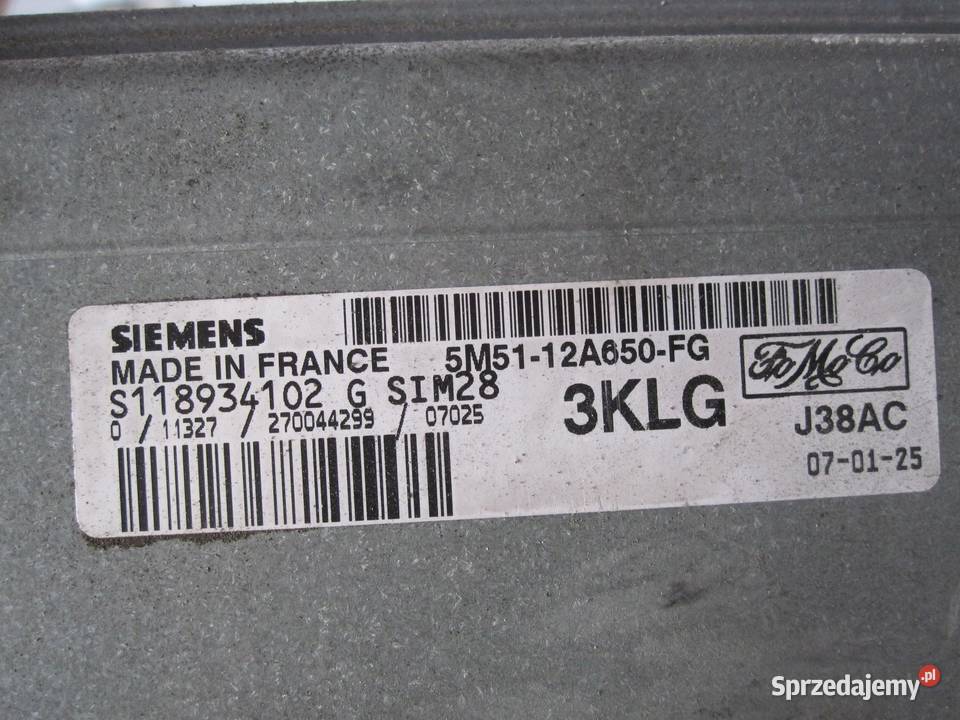 SIEMENS
MADE IN FRANCE 5M51-12A650-FG
S118934102 G SIM28
0 / 11327 / 270044299 / 07025
3KLG
FoMoCo
J38AC
07-01-25
Sprzedajemy.pl